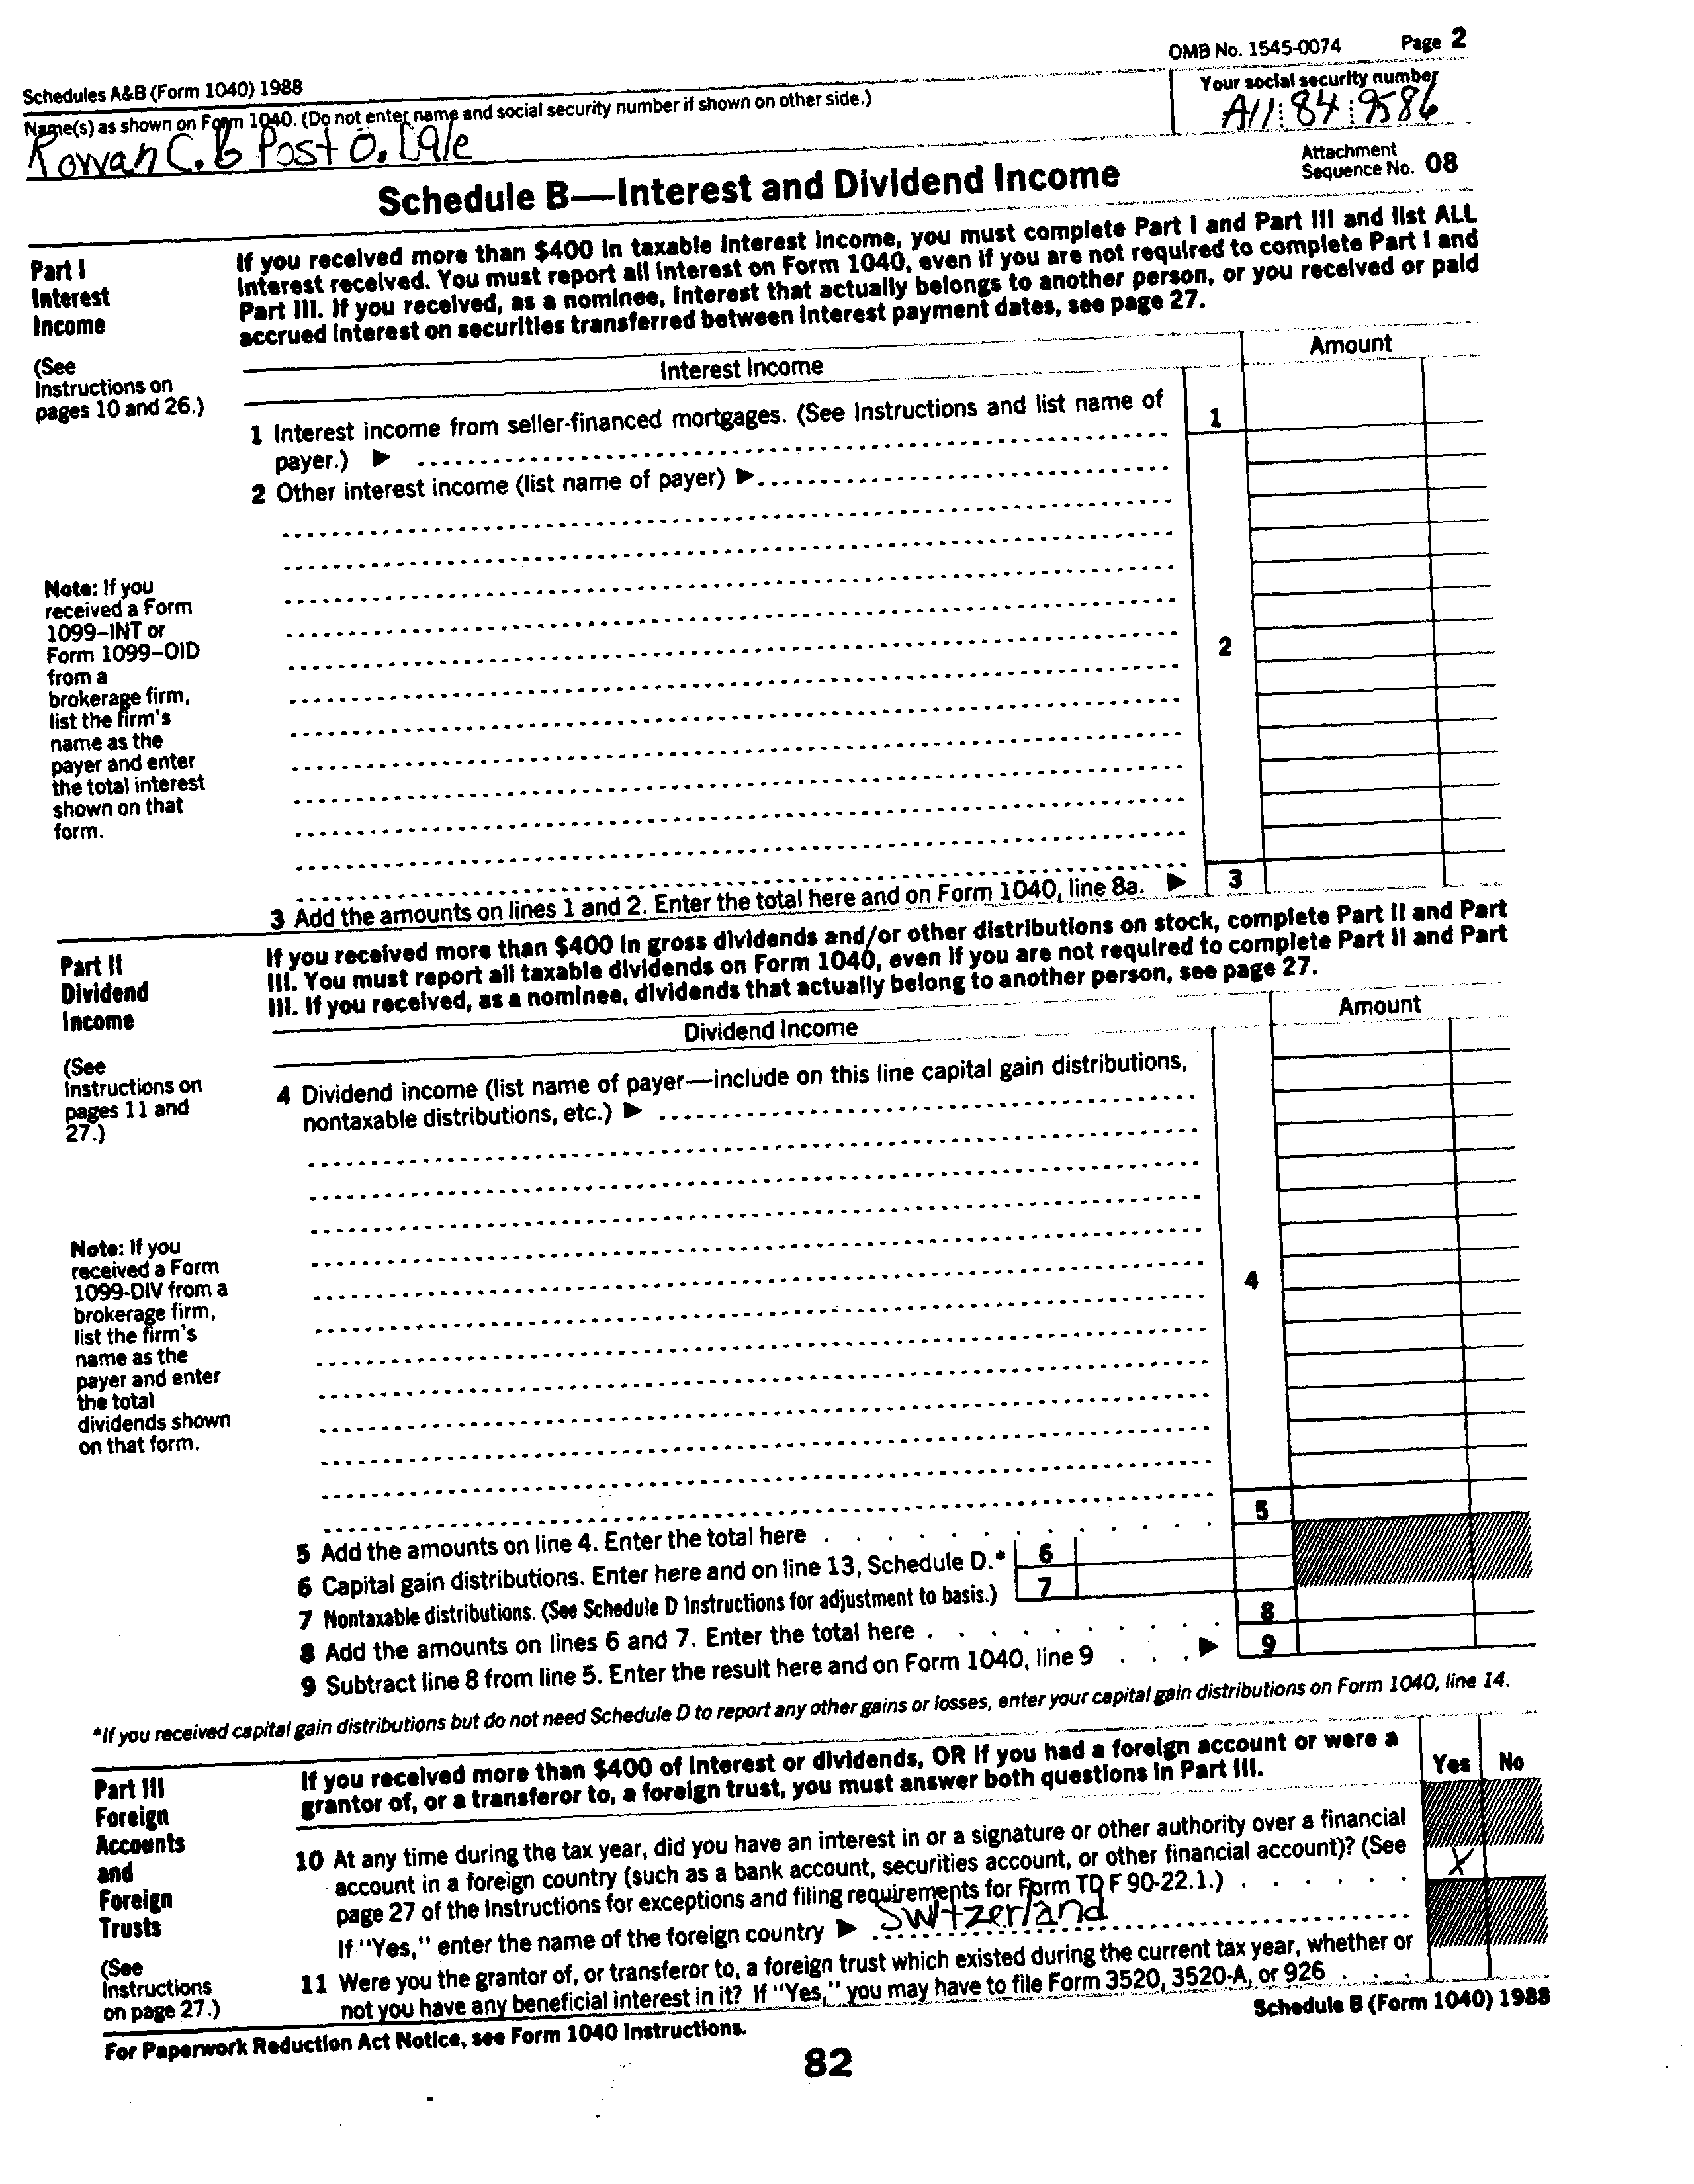 OMB No. 1545-0074 Page 2
Schedules A&B (Form 1040) 1988
Name(s) as shown on Form 1040. (Do not enter name and social security number if shown on other side.)
Your social security number
Rowan C. & Post O. Lyle
A11:84:9586
Attachment
Sequence No. 08
Schedule B—Interest and Dividend Income
Part I
Interest
Income
(See
Instructions on
pages 10 and 26.)
If you received more than $400 in taxable interest income, you must complete Part I and Part III and list ALL
interest received. You must report all interest on Form 1040, even if you are not required to complete Part I and
Part III. If you received, as a nominee, interest that actually belongs to another person, or you received or paid
accrued interest on securities transferred between interest payment dates, see page 27.
Interest Income
Amount
1 Interest income from seller-financed mortgages. (See Instructions and list name of
payer.) ▶
1
2 Other interest income (list name of payer) ▶
Note: If you
received a Form
1099–INT or
Form 1099–OID
from a
brokerage firm,
list the firm's
name as the
payer and enter
the total interest
shown on that
form.
2
3 Add the amounts on lines 1 and 2. Enter the total here and on Form 1040, line 8a. ▶ 3
Part II
Dividend
Income
(See
Instructions on
pages 11 and
27.)
If you received more than $400 in gross dividends and/or other distributions on stock, complete Part II and Part
III. You must report all taxable dividends on Form 1040, even if you are not required to complete Part II and Part
III. If you received, as a nominee, dividends that actually belong to another person, see page 27.
Dividend Income
Amount
4 Dividend income (list name of payer—include on this line capital gain distributions,
nontaxable distributions, etc.) ▶
Note: If you
received a Form
1099-DIV from a
brokerage firm,
list the firm's
name as the
payer and enter
the total
dividends shown
on that form.
4
5 Add the amounts on line 4. Enter the total here 5
6 Capital gain distributions. Enter here and on line 13, Schedule D.* 6
7 Nontaxable distributions. (See Schedule D Instructions for adjustment to basis.) 7
8 Add the amounts on lines 6 and 7. Enter the total here 8
9 Subtract line 8 from line 5. Enter the result here and on Form 1040, line 9 ▶ 9
*If you received capital gain distributions but do not need Schedule D to report any other gains or losses, enter your capital gain distributions on Form 1040, line 14.
Part III
Foreign
Accounts
and
Foreign
Trusts
(See
Instructions
on page 27.)
If you received more than $400 of interest or dividends, OR if you had a foreign account or were a
grantor of, or a transferor to, a foreign trust, you must answer both questions in Part III.
Yes No
10 At any time during the tax year, did you have an interest in or a signature or other authority over a financial
account in a foreign country (such as a bank account, securities account, or other financial account)? (See
page 27 of the Instructions for exceptions and filing requirements for Form TD F 90-22.1.) X
If "Yes," enter the name of the foreign country ▶ Switzerland
11 Were you the grantor of, or transferor to, a foreign trust which existed during the current tax year, whether or
not you have any beneficial interest in it? If "Yes," you may have to file Form 3520, 3520-A, or 926
For Paperwork Reduction Act Notice, see Form 1040 Instructions.
Schedule B (Form 1040) 1988
82